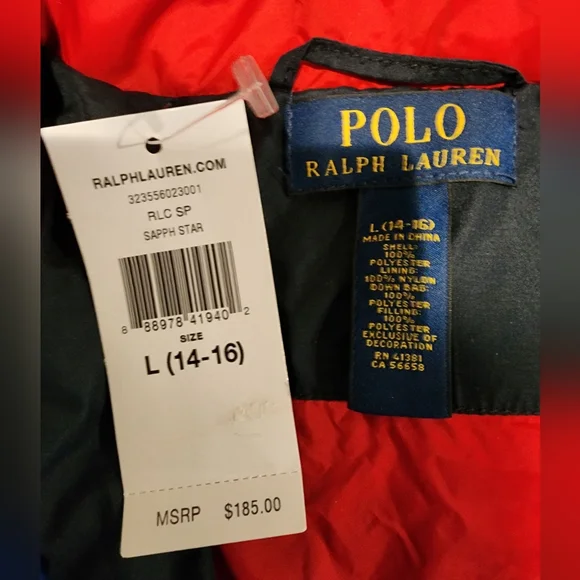 RALPHLAUREN.COM
323556023001
RLC SP
SAPPH STAR
8 88978 41940 2
SIZE
L (14-16)
MSRP $185.00
POLO
RALPH LAUREN
L (14-16)
MADE IN CHINA
SHELL:
100%
POLYESTER
LINING:
100% NYLON
DOWN BAG:
100%
POLYESTER
FILLING:
100%
POLYESTER
EXCLUSIVE OF
DECORATION
RN 41381
CA 56658